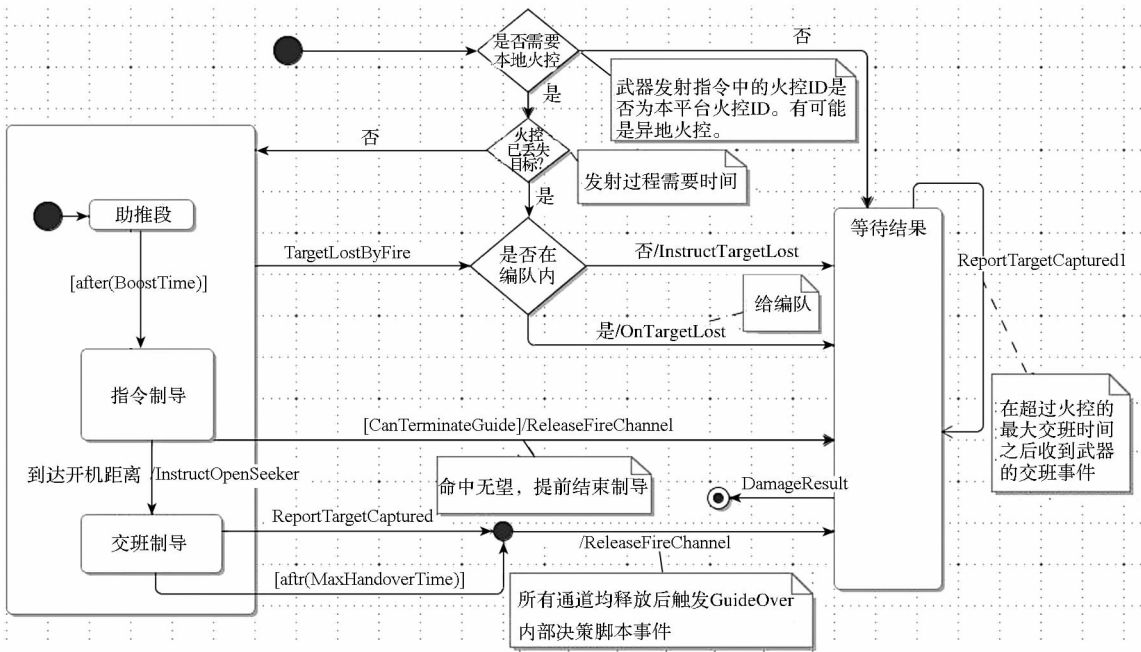 是否需要
本地火控
否
武器发射指令中的火控ID是
否为本平台火控ID。有可能
是异地火控。
是
火控
已丢失
目标?
否
发射过程需要时间
是
助推段
等待结果
TargetLostByFire
是否在
编队内
否/InstructTargetLost
ReportTargetCaptured1
[after(BoostTime)]
给编队
是/OnTargetLost
指令制导
在超过火控的
最大交班时间
之后收到武器
的交班事件
[CanTerminateGuide]/ReleaseFireChannel
到达开机距离 /InstructOpenSeeker
命中无望，提前结束制导
DamageResult
ReportTargetCaptured
交班制导
/ReleaseFireChannel
[aftr(MaxHandoverTime)]
所有通道均释放后触发GuideOver
内部决策脚本事件